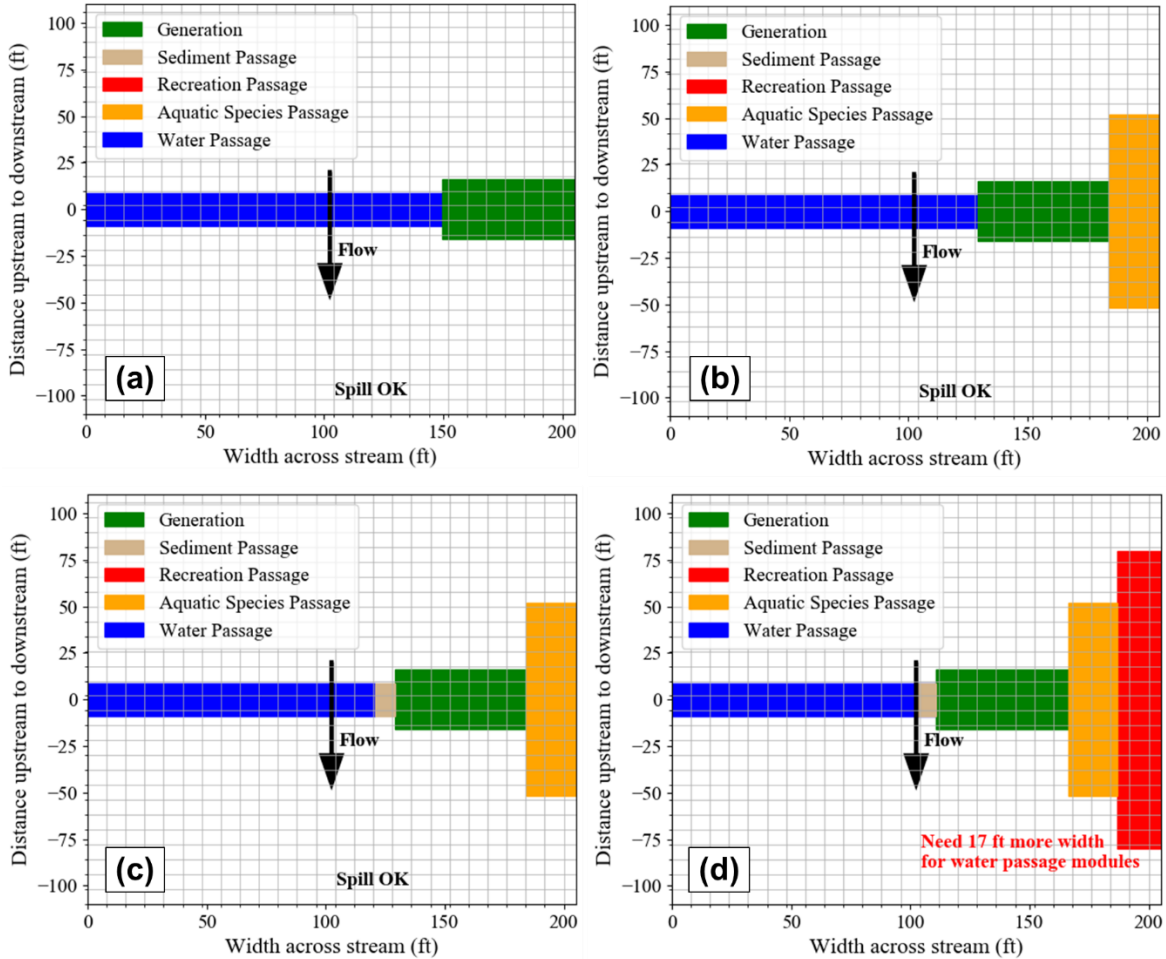 Distance upstream to downstream (ft)
100
75
50
25
0
−25
−50
−75
−100
Generation
Sediment Passage
Recreation Passage
Aquatic Species Passage
Water Passage
Flow
(a)
Spill OK
0 50 100 150 200
Width across stream (ft)
Distance upstream to downstream (ft)
100
75
50
25
0
−25
−50
−75
−100
Generation
Sediment Passage
Recreation Passage
Aquatic Species Passage
Water Passage
Flow
(b)
Spill OK
0 50 100 150 200
Width across stream (ft)
Distance upstream to downstream (ft)
100
75
50
25
0
−25
−50
−75
−100
Generation
Sediment Passage
Recreation Passage
Aquatic Species Passage
Water Passage
Flow
(c)
Spill OK
0 50 100 150 200
Width across stream (ft)
Distance upstream to downstream (ft)
100
75
50
25
0
−25
−50
−75
−100
Generation
Sediment Passage
Recreation Passage
Aquatic Species Passage
Water Passage
Flow
Need 17 ft more width
for water passage modules
(d)
0 50 100 150 200
Width across stream (ft)